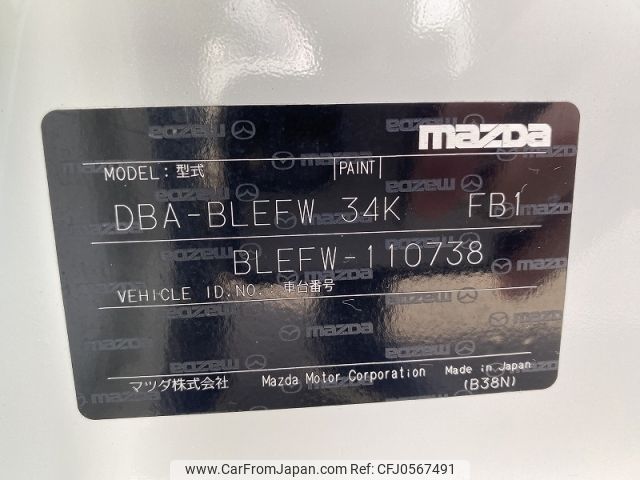 mazda
MODEL: 型式 PAINT
DBA-BLEFW 34K FB1
BLEFW-110738
VEHICLE ID.NO.: 車台番号
マツダ株式会社 Mazda Motor Corporation Made in Japan
(B38N)
www.CARFROMJAPAN.com REF:CFJ0567491